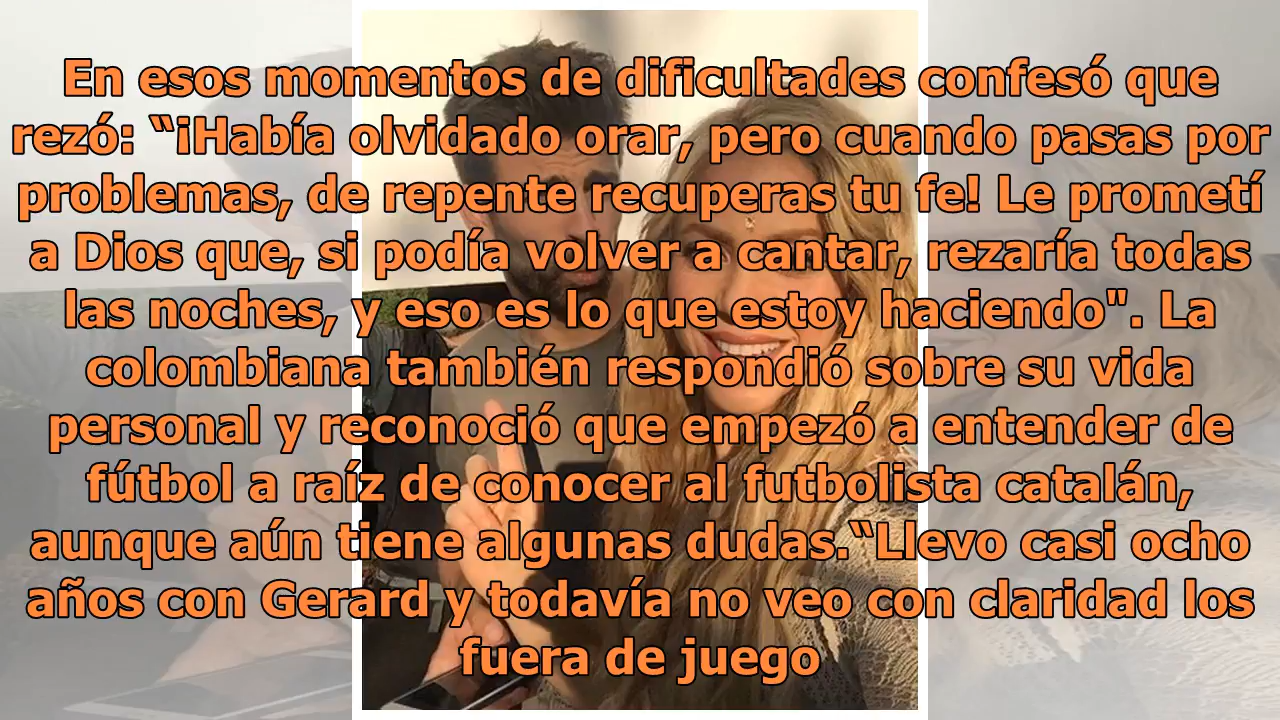 En esos momentos de dificultades confesó que
rezó: “¡Había olvidado orar, pero cuando pasas por
problemas, de repente recuperas tu fe! Le prometí
a Dios que, si podía volver a cantar, rezaría todas
las noches, y eso es lo que estoy haciendo". La
colombiana también respondió sobre su vida
personal y reconoció que empezó a entender de
fútbol a raíz de conocer al futbolista catalán,
aunque aún tiene algunas dudas.“Llevo casi ocho
años con Gerard y todavía no veo con claridad los
fuera de juego